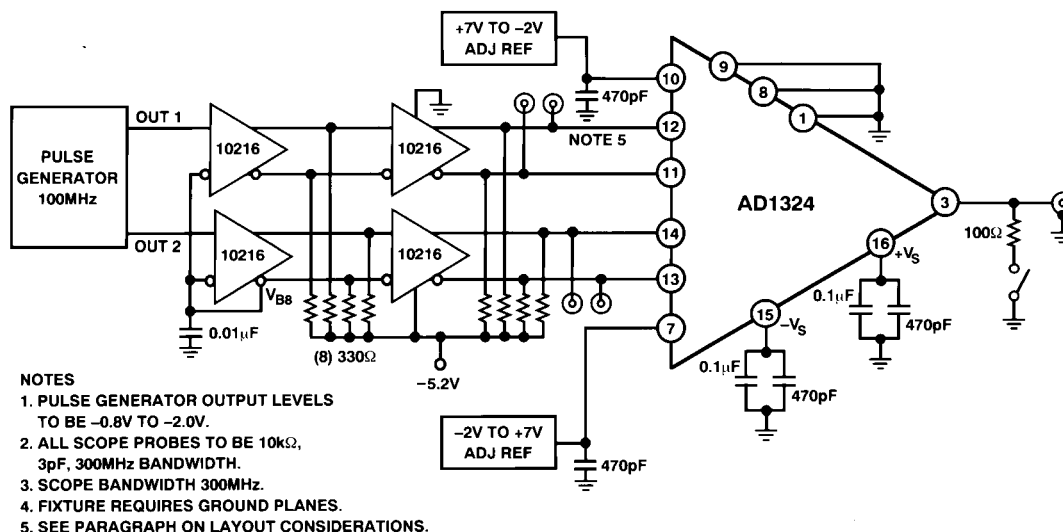 +7V TO −2V
ADJ REF
470pF
OUT 1
PULSE
GENERATOR
100MHz
OUT 2
10216
10216
10216
10216
V_B8
0.01µF
(8) 330Ω
−5.2V
NOTE 5
10
12
11
14
13
7
9
8
1
AD1324
3
100Ω
16
+V_S
0.1µF
470pF
15
−V_S
0.1µF
470pF
−2V TO +7V
ADJ REF
470pF
NOTES
1. PULSE GENERATOR OUTPUT LEVELS
TO BE −0.8V TO −2.0V.
2. ALL SCOPE PROBES TO BE 10kΩ,
3pF, 300MHz BANDWIDTH.
3. SCOPE BANDWIDTH 300MHz.
4. FIXTURE REQUIRES GROUND PLANES.
5. SEE PARAGRAPH ON LAYOUT CONSIDERATIONS.